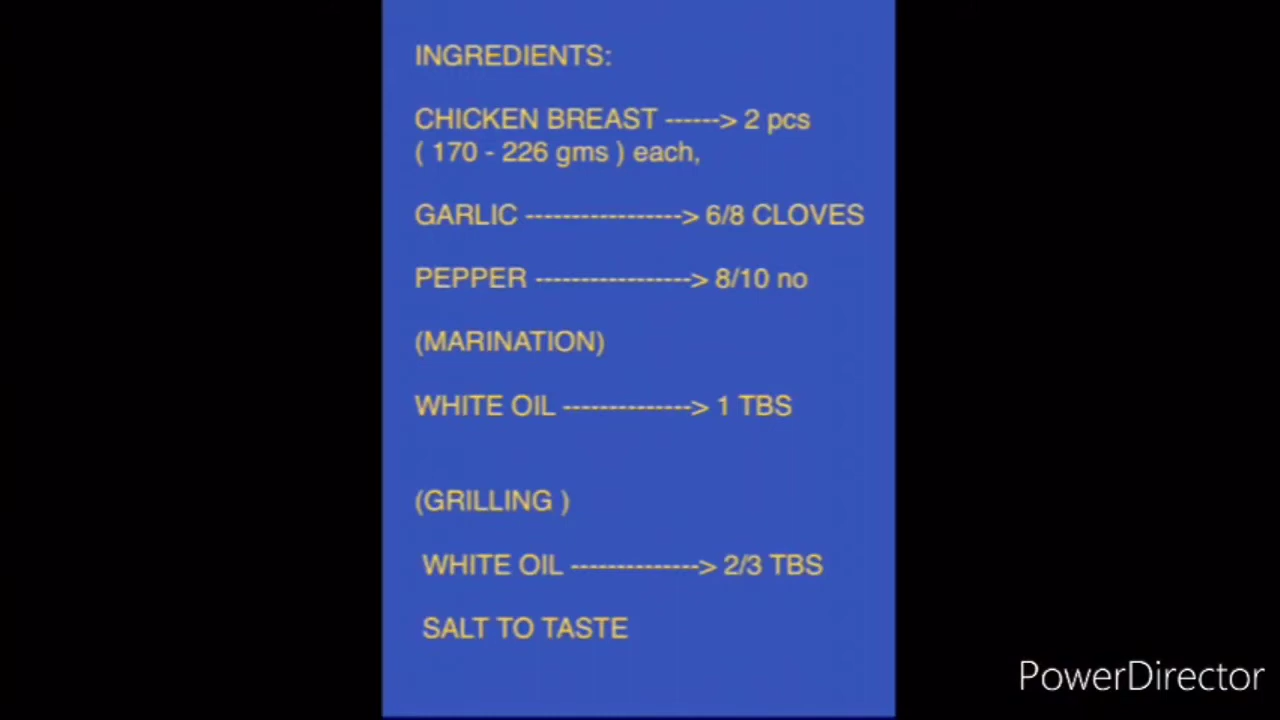 INGREDIENTS:
CHICKEN BREAST ------> 2 pcs
( 170 - 226 gms ) each,
GARLIC -----------------> 6/8 CLOVES
PEPPER -----------------> 8/10 no
(MARINATION)
WHITE OIL --------------> 1 TBS
(GRILLING )
WHITE OIL --------------> 2/3 TBS
SALT TO TASTE
PowerDirector